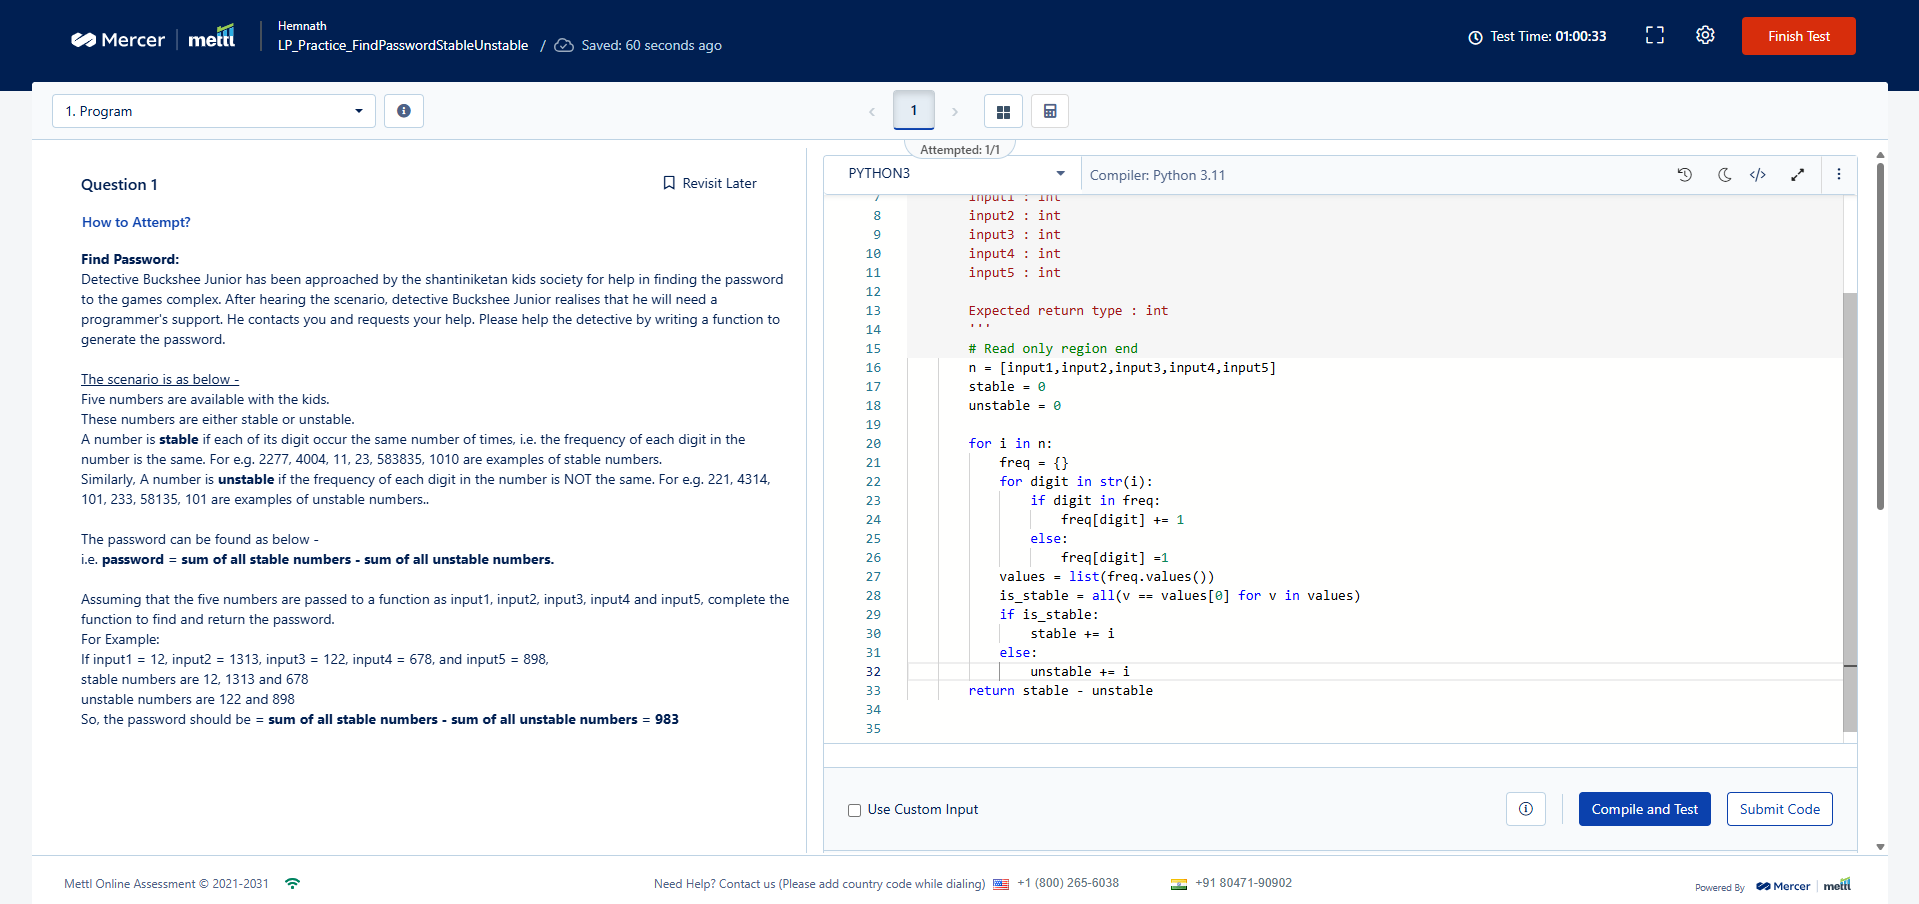 Mercer
mettl
Hemnath
LP_Practice_FindPasswordStableUnstable / Saved: 60 seconds ago
Test Time: 01:00:33
Finish Test
1. Program
1
Attempted: 1/1
Question 1
Revisit Later
How to Attempt?
Find Password:
Detective Buckshee Junior has been approached by the shantiniketan kids society for help in finding the password
to the games complex. After hearing the scenario, detective Buckshee Junior realises that he will need a
programmer's support. He contacts you and requests your help. Please help the detective by writing a function to
generate the password.
The scenario is as below -
Five numbers are available with the kids.
These numbers are either stable or unstable.
A number is stable if each of its digit occur the same number of times, i.e. the frequency of each digit in the
number is the same. For e.g. 2277, 4004, 11, 23, 583835, 1010 are examples of stable numbers.
Similarly, A number is unstable if the frequency of each digit in the number is NOT the same. For e.g. 221, 4314,
101, 233, 58135, 101 are examples of unstable numbers..
The password can be found as below -
i.e. password = sum of all stable numbers - sum of all unstable numbers.
Assuming that the five numbers are passed to a function as input1, input2, input3, input4 and input5, complete the
function to find and return the password.
For Example:
If input1 = 12, input2 = 1313, input3 = 122, input4 = 678, and input5 = 898,
stable numbers are 12, 1313 and 678
unstable numbers are 122 and 898
So, the password should be = sum of all stable numbers - sum of all unstable numbers = 983
PYTHON3
Compiler: Python 3.11
7 input1 : int
8 input2 : int
9 input3 : int
10 input4 : int
11 input5 : int
12
13 Expected return type : int
14 '''
15 # Read only region end
16 n = [input1,input2,input3,input4,input5]
17 stable = 0
18 unstable = 0
19
20 for i in n:
21 freq = {}
22 for digit in str(i):
23 if digit in freq:
24 freq[digit] += 1
25 else:
26 freq[digit] =1
27 values = list(freq.values())
28 is_stable = all(v == values[0] for v in values)
29 if is_stable:
30 stable += i
31 else:
32 unstable += i
33 return stable - unstable
34
35
Use Custom Input
Compile and Test
Submit Code
Mettl Online Assessment © 2021-2031
Need Help? Contact us (Please add country code while dialing) +1 (800) 265-6038
+91 80471-90902
Powered By Mercer mettl